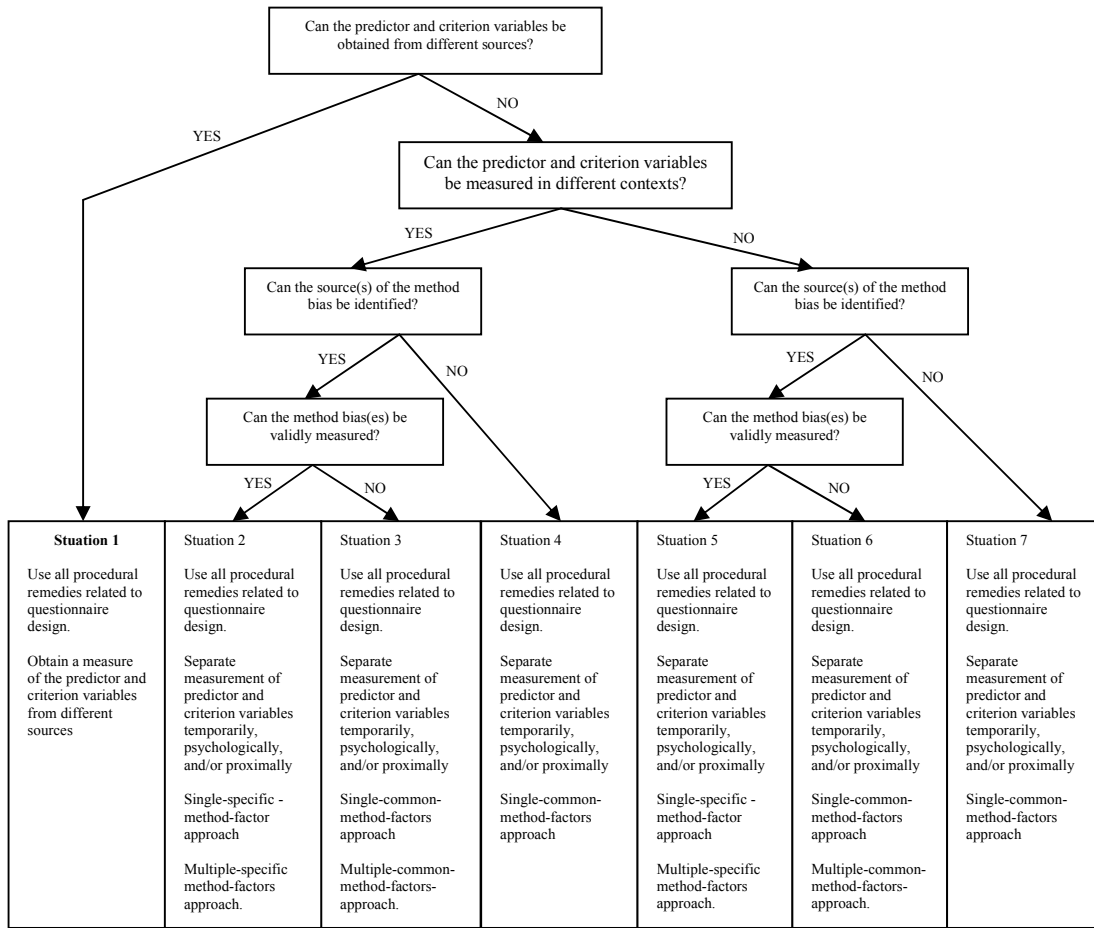 Can the predictor and criterion variables be
obtained from different sources?
YES
NO
Can the predictor and criterion variables
be measured in different contexts?
YES
NO
Can the source(s) of the method
bias be identified?
Can the source(s) of the method
bias be identified?
YES
NO
YES
NO
Can the method bias(es) be
validly measured?
Can the method bias(es) be
validly measured?
YES
NO
YES
NO
Stuation 1
Use all procedural
remedies related to
questionnaire
design.
Obtain a measure
of the predictor and
criterion variables
from different
sources
Stuation 2
Use all procedural
remedies related to
questionnaire
design.
Separate
measurement of
predictor and
criterion variables
temporarily,
psychologically,
and/or proximally
Single-specific -
method-factor
approach
Multiple-specific
method-factors
approach.
Stuation 3
Use all procedural
remedies related to
questionnaire
design.
Separate
measurement of
predictor and
criterion variables
temporarily,
psychologically,
and/or proximally
Single-common-
method-factors
approach
Multiple-common-
method-factors-
approach.
Stuation 4
Use all procedural
remedies related to
questionnaire
design.
Separate
measurement of
predictor and
criterion variables
temporarily,
psychologically,
and/or proximally
Single-common-
method-factors
approach
Stuation 5
Use all procedural
remedies related to
questionnaire
design.
Separate
measurement of
predictor and
criterion variables
temporarily,
psychologically,
and/or proximally
Single-specific -
method-factor
approach
Multiple-specific
method-factors
approach.
Stuation 6
Use all procedural
remedies related to
questionnaire
design.
Separate
measurement of
predictor and
criterion variables
temporarily,
psychologically,
and/or proximally
Single-common-
method-factors
approach
Multiple-common-
method-factors-
approach.
Stuation 7
Use all procedural
remedies related to
questionnaire
design.
Separate
measurement of
predictor and
criterion variables
temporarily,
psychologically,
and/or proximally
Single-common-
method-factors
approach